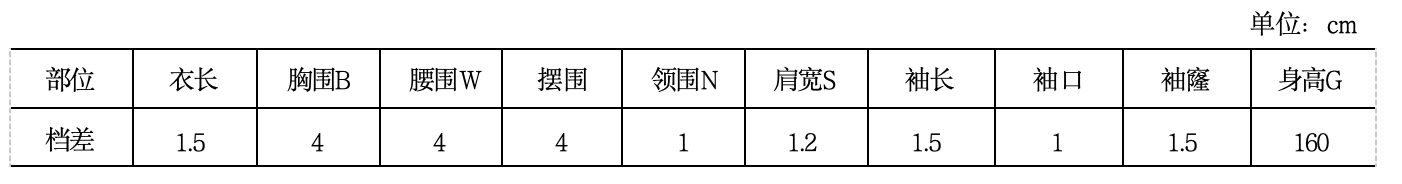 单位：cm
部位 衣长 胸围B 腰围W 摆围 领围N 肩宽S 袖长 袖口 袖窿 身高G
档差 1.5 4 4 4 1 1.2 1.5 1 1.5 160